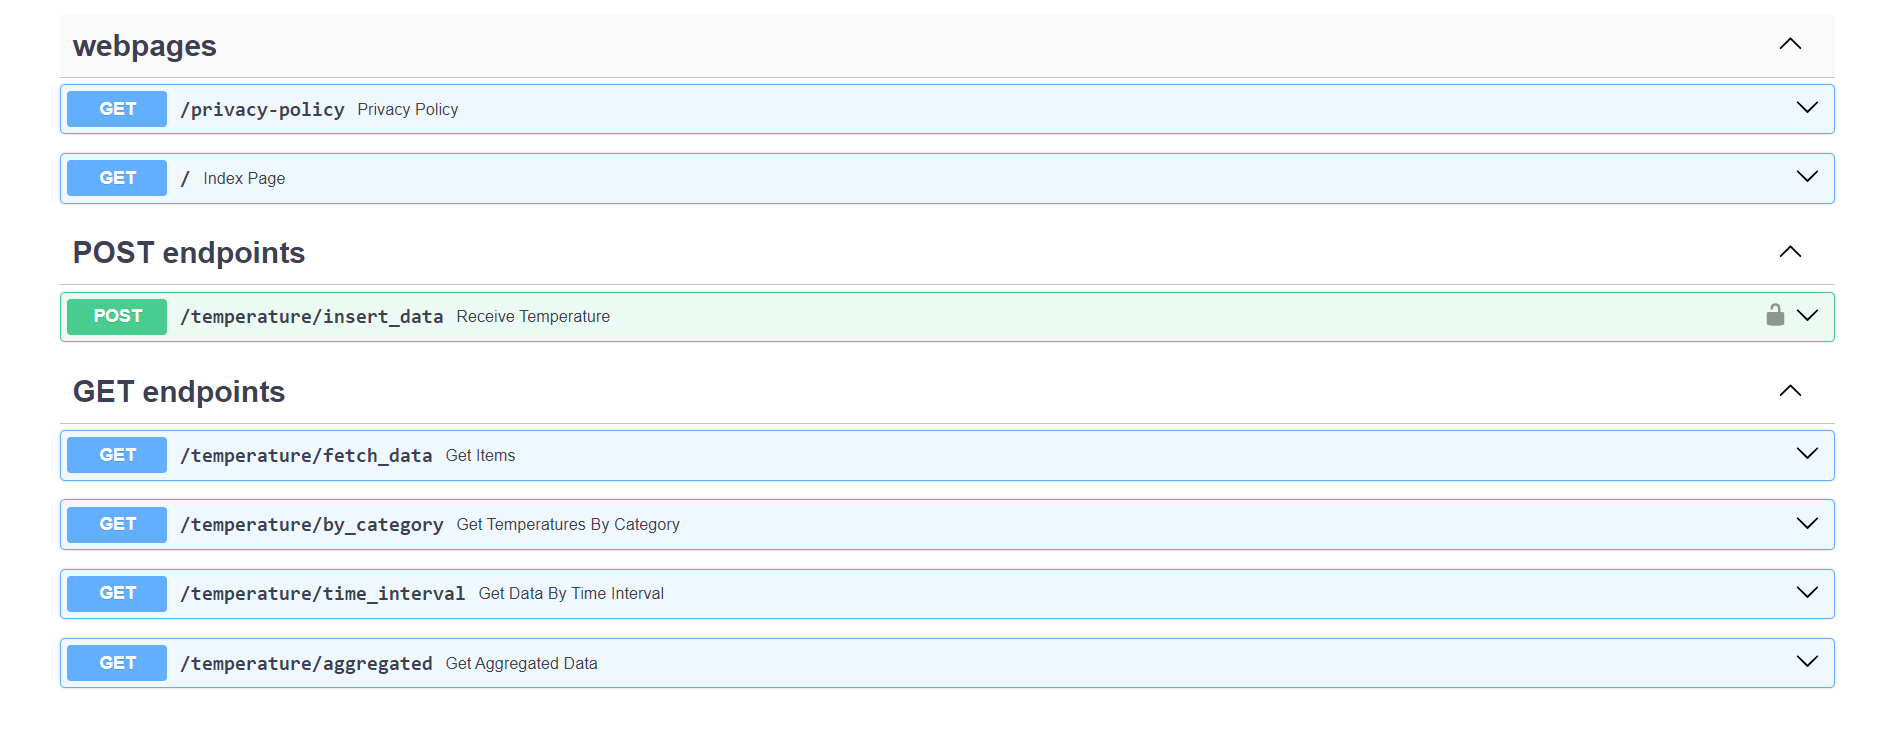 webpages
GET /privacy-policy Privacy Policy
GET / Index Page
POST endpoints
POST /temperature/insert_data Receive Temperature
GET endpoints
GET /temperature/fetch_data Get Items
GET /temperature/by_category Get Temperatures By Category
GET /temperature/time_interval Get Data By Time Interval
GET /temperature/aggregated Get Aggregated Data